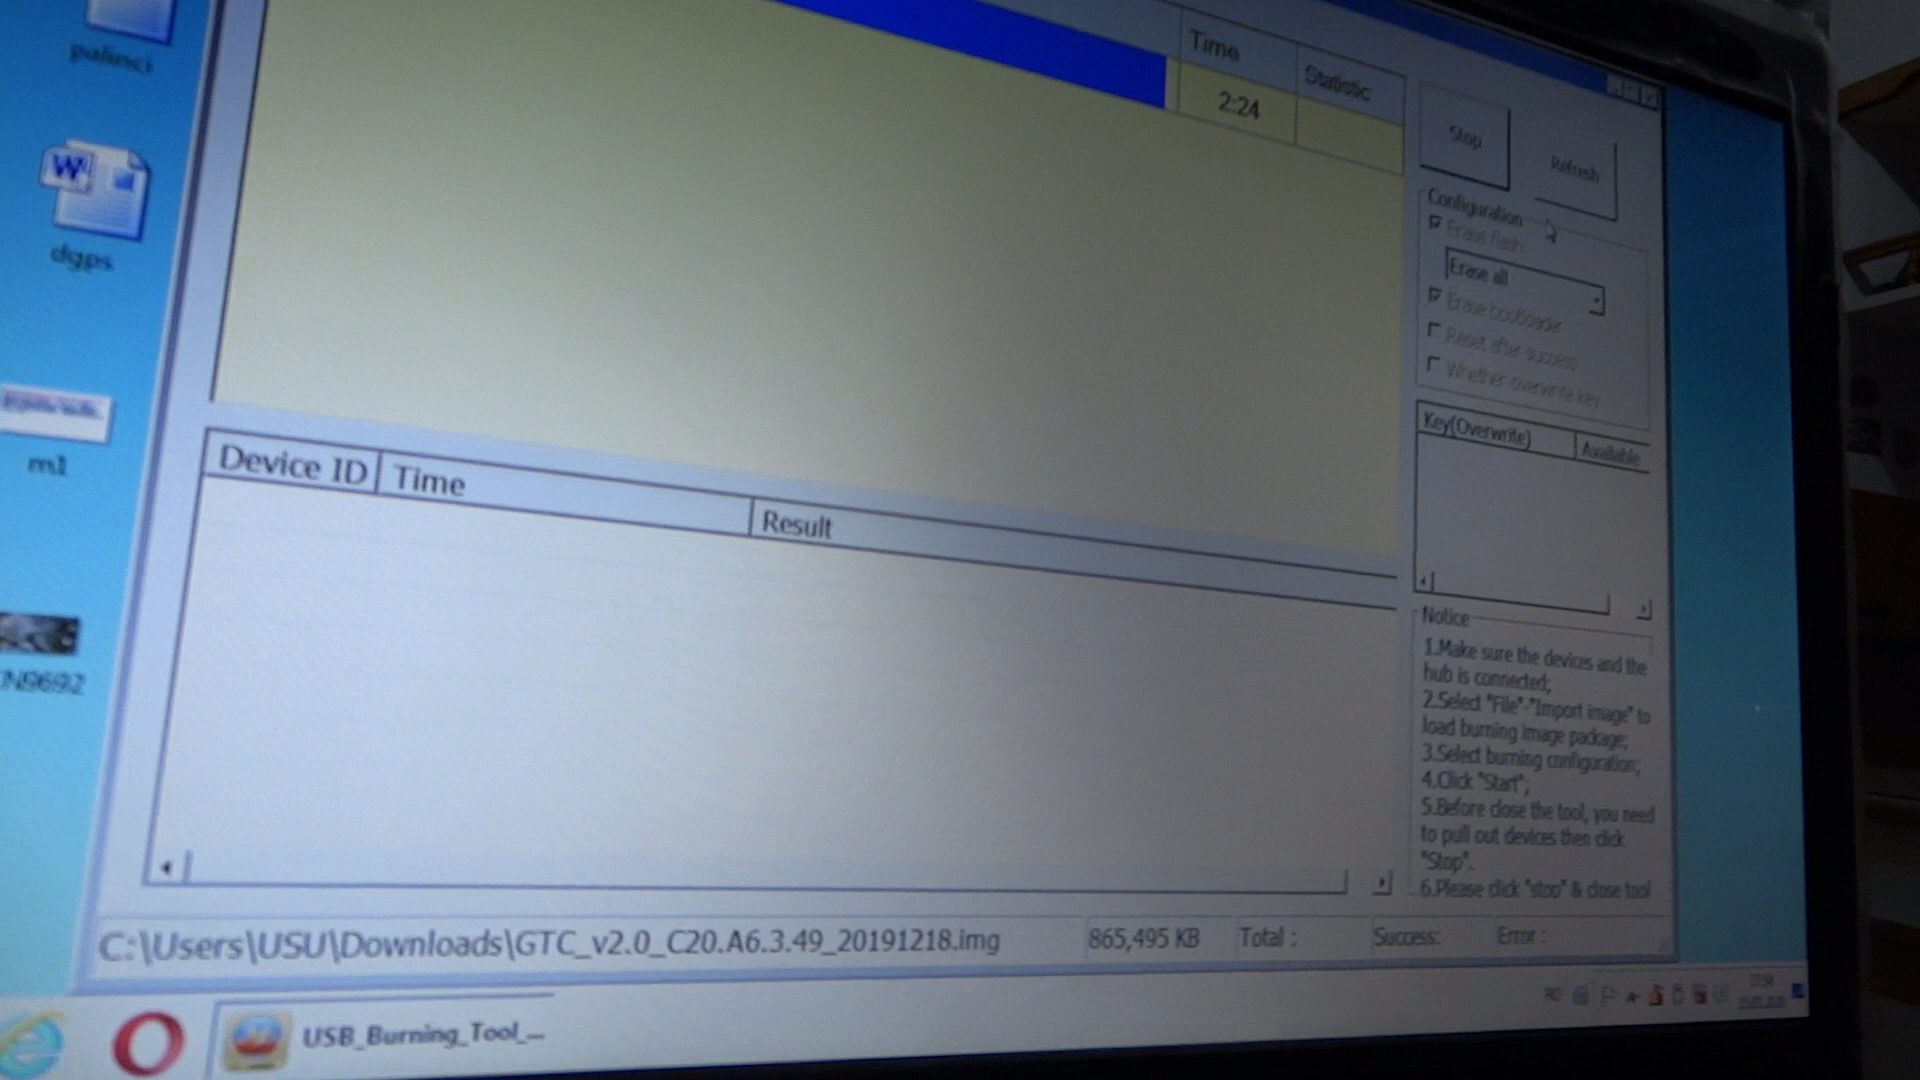 palinci
dgps
m1
Time
Statistic
2:24
Stop
Refresh
Configuration
Erase flash
Erase all
Erase bootloader
Reset after success
Whether overwrite key
Key(Overwrite)
Available
Device ID
Time
Result
Notice
1.Make sure the devices and the
hub is connected;
2.Select "File"-"Import image" to
load burning image package;
3.Select burning configuration;
4.Click "Start";
5.Before close the tool, you need
to pull out devices then click
"Stop".
6.Please click "stop" & close tool
C:\Users\USU\Downloads\GTC_v2.0_C20.A6.3.49_20191218.img
865,495 KB
Total :
Success:
Error :
USB_Burning_Tool_...